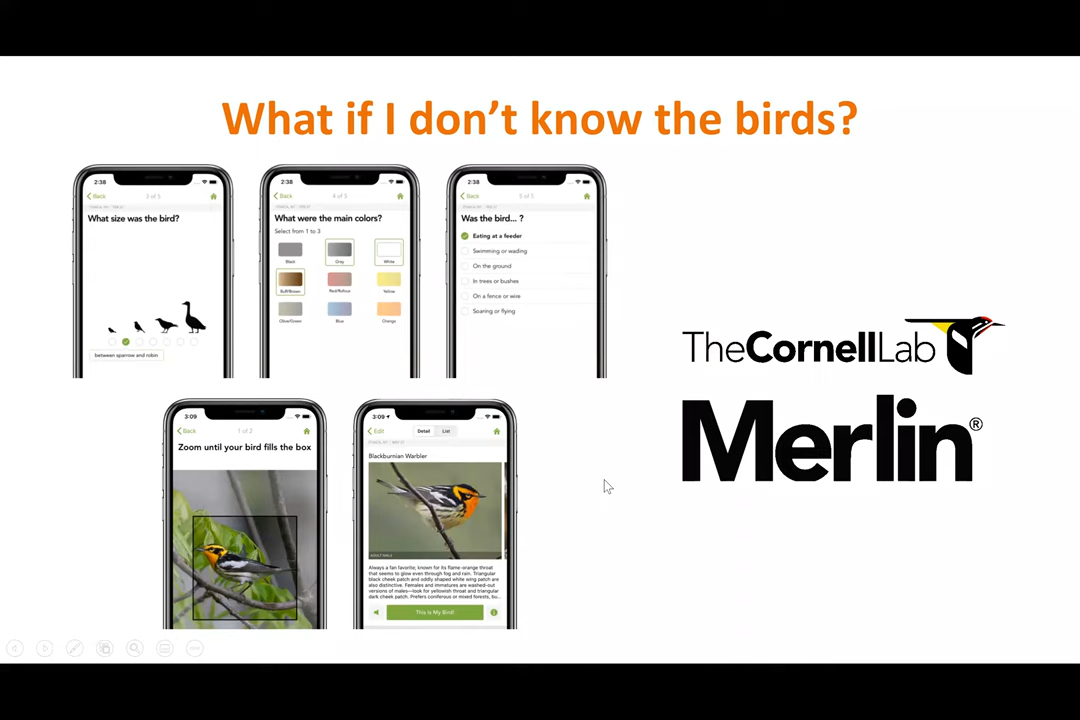 What if I don't know the birds?
2:38
Back
3 of 5
What size was the bird?
between sparrow and robin
2:38
Back
4 of 5
What were the main colors?
Select from 1 to 3
Black
Grey
White
Buff/Brown
Red/Rufous
Yellow
Olive/Green
Blue
Orange
2:38
Back
5 of 5
Was the bird... ?
Eating at a feeder
Swimming or wading
On the ground
In trees or bushes
On a fence or wire
Soaring or flying
TheCornellLab
Merlin®
3:09
Back
1 of 2
Zoom until your bird fills the box
3:09
Edit
Detail
List
Blackburnian Warbler
ADULT MALE
Always a fan favorite; known for its flame-orange throat
that seems to glow even through fog and rain. Triangular
black cheek patch and oddly shaped white wing patch are
also distinctive. Females and immatures are washed-out
versions of males—look for yellowish throat and triangular
dark cheek patch. Prefers coniferous or mixed forests, bu...
This is My Bird!